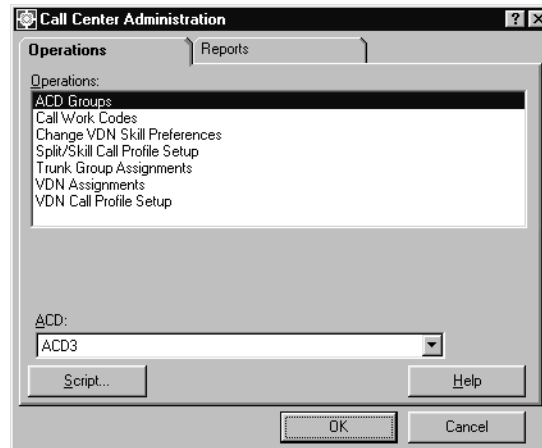 Call Center Administration
Operations
Reports
Operations:
ACD Groups
Call Work Codes
Change VDN Skill Preferences
Split/Skill Call Profile Setup
Trunk Group Assignments
VDN Assignments
VDN Call Profile Setup
ACD:
ACD3
Script...
Help
OK
Cancel